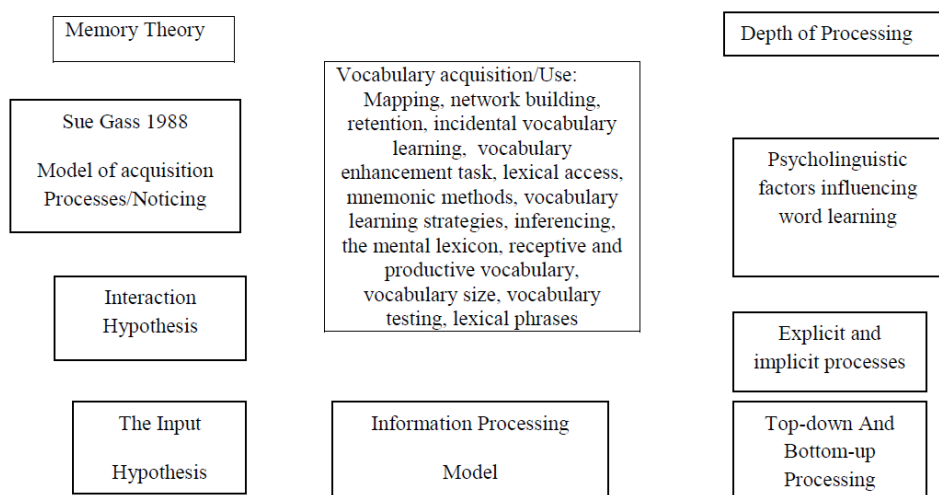 Memory Theory
Depth of Processing
Vocabulary acquisition/Use:
Mapping, network building,
retention, incidental vocabulary
learning, vocabulary
enhancement task, lexical access,
mnemonic methods, vocabulary
learning strategies, inferencing,
the mental lexicon, receptive and
productive vocabulary,
vocabulary size, vocabulary
testing, lexical phrases
Sue Gass 1988
Model of acquisition
Processes/Noticing
Psycholinguistic
factors influencing
word learning
Interaction
Hypothesis
Explicit and
implicit processes
The Input
Hypothesis
Information Processing
Model
Top-down And
Bottom-up
Processing